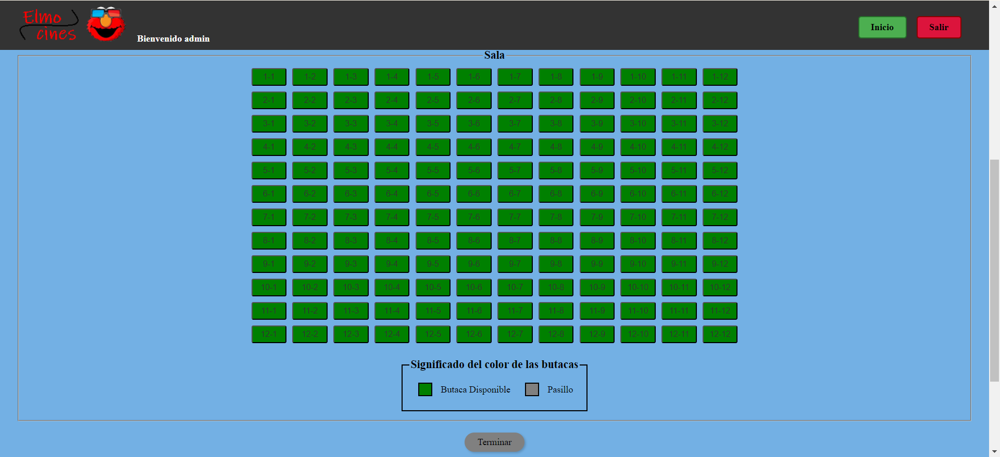 Elmo
cines
Bienvenido admin
Inicio Salir
Sala
1-1 1-2 1-3 1-4 1-5 1-6 1-7 1-8 1-9 1-10 1-11 1-12
2-1 2-2 2-3 2-4 2-5 2-6 2-7 2-8 2-9 2-10 2-11 2-12
3-1 3-2 3-3 3-4 3-5 3-6 3-7 3-8 3-9 3-10 3-11 3-12
4-1 4-2 4-3 4-4 4-5 4-6 4-7 4-8 4-9 4-10 4-11 4-12
5-1 5-2 5-3 5-4 5-5 5-6 5-7 5-8 5-9 5-10 5-11 5-12
6-1 6-2 6-3 6-4 6-5 6-6 6-7 6-8 6-9 6-10 6-11 6-12
7-1 7-2 7-3 7-4 7-5 7-6 7-7 7-8 7-9 7-10 7-11 7-12
8-1 8-2 8-3 8-4 8-5 8-6 8-7 8-8 8-9 8-10 8-11 8-12
9-1 9-2 9-3 9-4 9-5 9-6 9-7 9-8 9-9 9-10 9-11 9-12
10-1 10-2 10-3 10-4 10-5 10-6 10-7 10-8 10-9 10-10 10-11 10-12
11-1 11-2 11-3 11-4 11-5 11-6 11-7 11-8 11-9 11-10 11-11 11-12
12-1 12-2 12-3 12-4 12-5 12-6 12-7 12-8 12-9 12-10 12-11 12-12
Significado del color de las butacas
Butaca Disponible Pasillo
Terminar